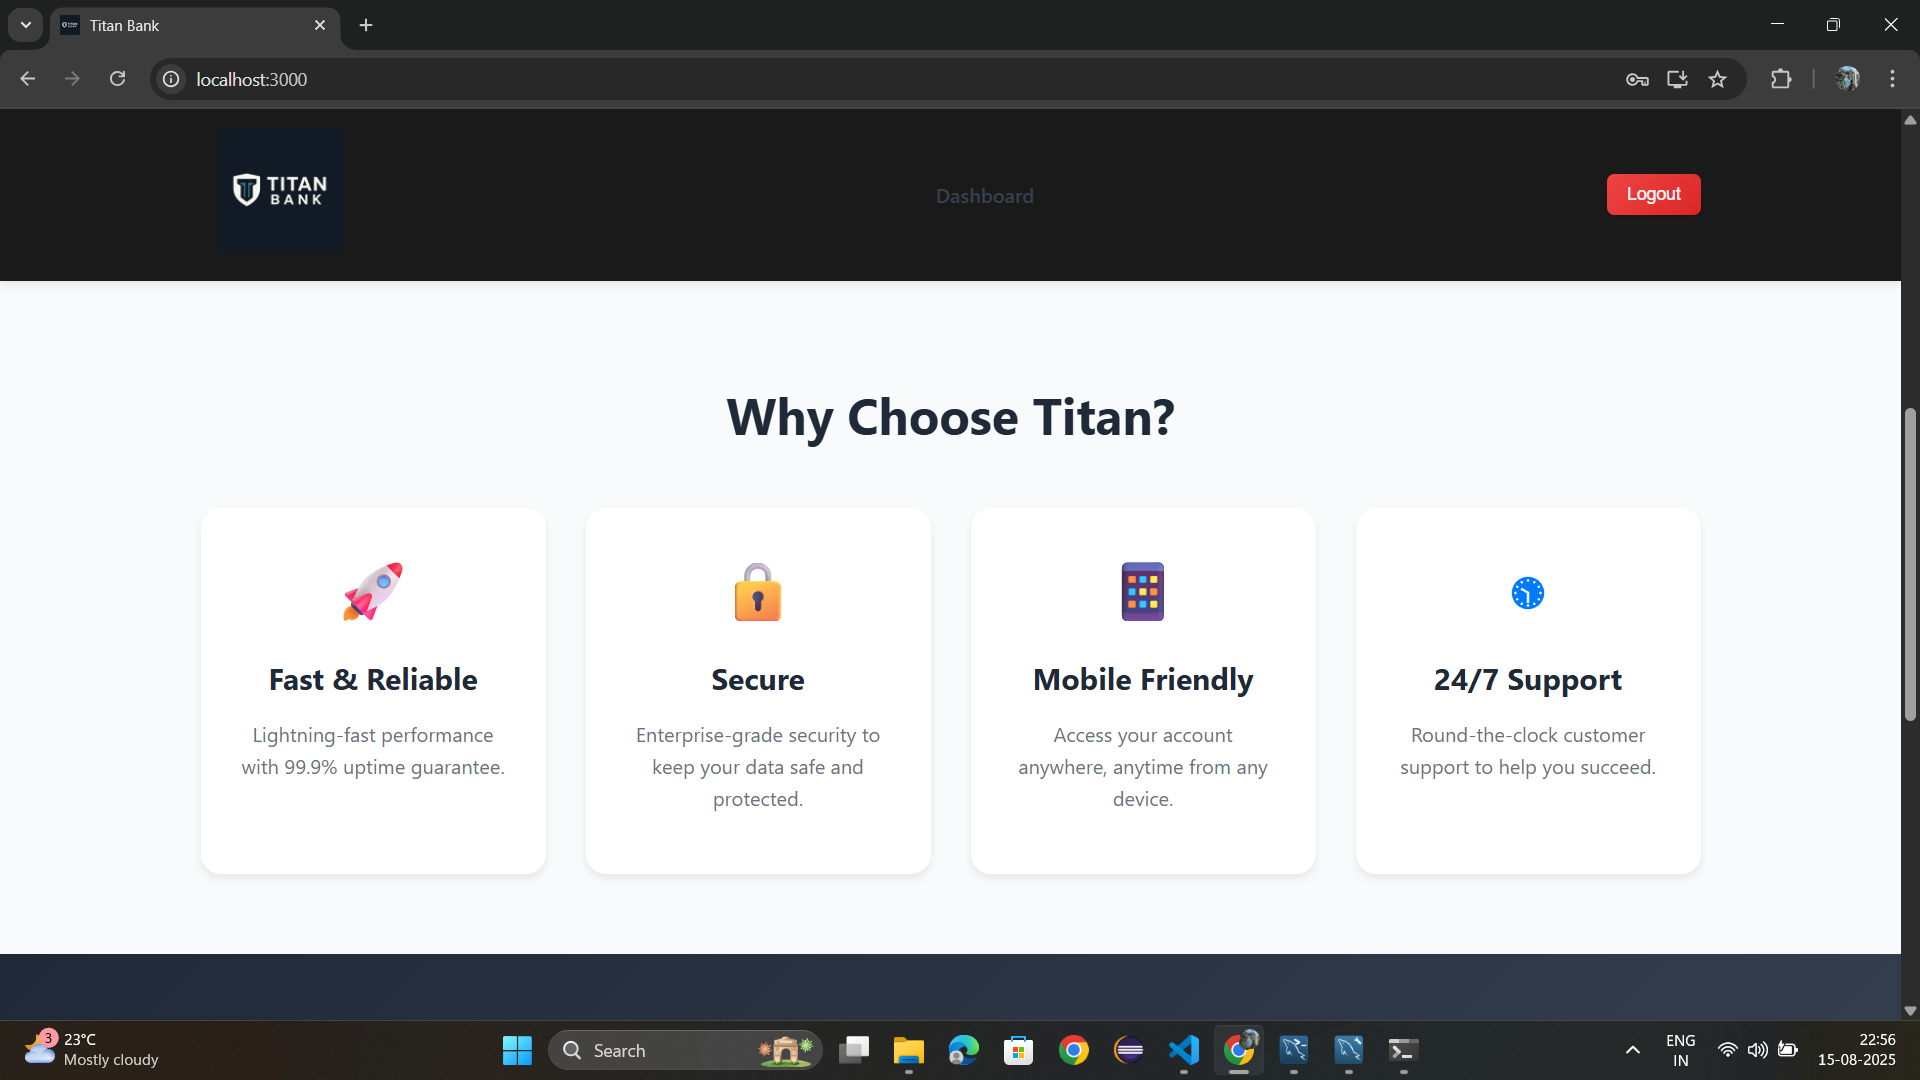 Titan Bank
localhost:3000
TITAN
BANK
Dashboard
Logout
Why Choose Titan?
Fast & Reliable
Lightning-fast performance
with 99.9% uptime guarantee.
Secure
Enterprise-grade security to
keep your data safe and
protected.
Mobile Friendly
Access your account
anywhere, anytime from any
device.
24/7 Support
Round-the-clock customer
support to help you succeed.
3
23°C
Mostly cloudy
Search
ENG
IN
22:56
15-08-2025